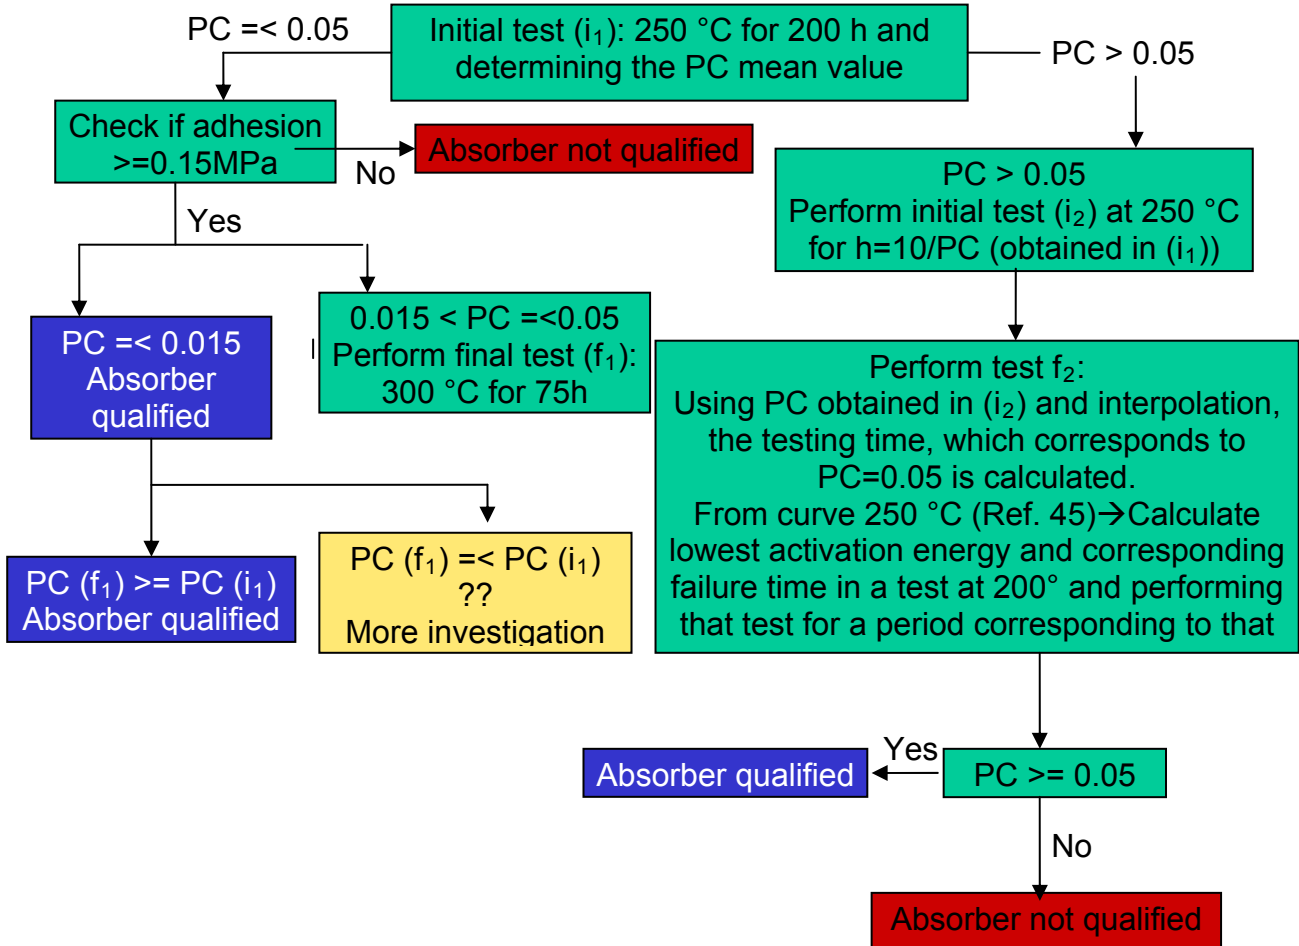 PC =< 0.05
Initial test (i₁): 250 °C for 200 h and
determining the PC mean value
PC > 0.05
Check if adhesion
>=0.15MPa
No
Absorber not qualified
Yes
PC > 0.05
Perform initial test (i₂) at 250 °C
for h=10/PC (obtained in (i₁))
PC =< 0.015
Absorber
qualified
0.015 < PC =<0.05
Perform final test (f₁):
300 °C for 75h
Perform test f₂:
Using PC obtained in (i₂) and interpolation,
the testing time, which corresponds to
PC=0.05 is calculated.
From curve 250 °C (Ref. 45)→Calculate
lowest activation energy and corresponding
failure time in a test at 200° and performing
that test for a period corresponding to that
PC (f₁) >= PC (i₁)
Absorber qualified
PC (f₁) =< PC (i₁)
??
More investigation
Absorber qualified
Yes
PC >= 0.05
No
Absorber not qualified